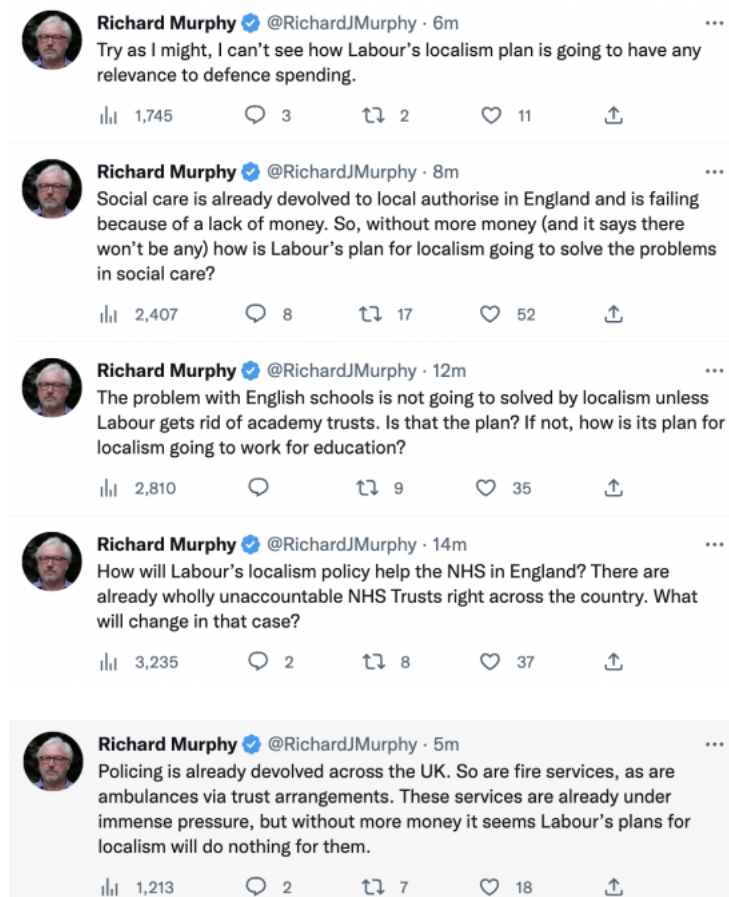 Richard Murphy @RichardJMurphy · 6m
Try as I might, I can’t see how Labour’s localism plan is going to have any
relevance to defence spending.
1,745 3 2 11
Richard Murphy @RichardJMurphy · 8m
Social care is already devolved to local authorise in England and is failing
because of a lack of money. So, without more money (and it says there
won’t be any) how is Labour’s plan for localism going to solve the problems
in social care?
2,407 8 17 52
Richard Murphy @RichardJMurphy · 12m
The problem with English schools is not going to solved by localism unless
Labour gets rid of academy trusts. Is that the plan? If not, how is its plan for
localism going to work for education?
2,810 9 35
Richard Murphy @RichardJMurphy · 14m
How will Labour’s localism policy help the NHS in England? There are
already wholly unaccountable NHS Trusts right across the country. What
will change in that case?
3,235 2 8 37
Richard Murphy @RichardJMurphy · 5m
Policing is already devolved across the UK. So are fire services, as are
ambulances via trust arrangements. These services are already under
immense pressure, but without more money it seems Labour’s plans for
localism will do nothing for them.
1,213 2 7 18